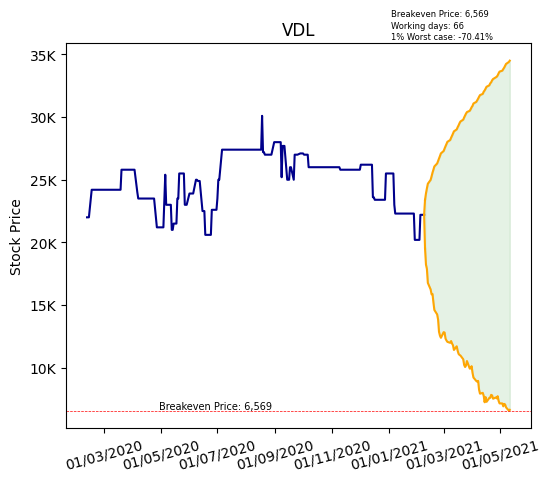 Breakeven Price: 6,569
Working days: 66
1% Worst case: -70.41%
VDL
Stock Price
35K
30K
25K
20K
15K
10K
Breakeven Price: 6,569
01/03/2020 01/05/2020 01/07/2020 01/09/2020 01/11/2020 01/01/2021 01/03/2021 01/05/2021